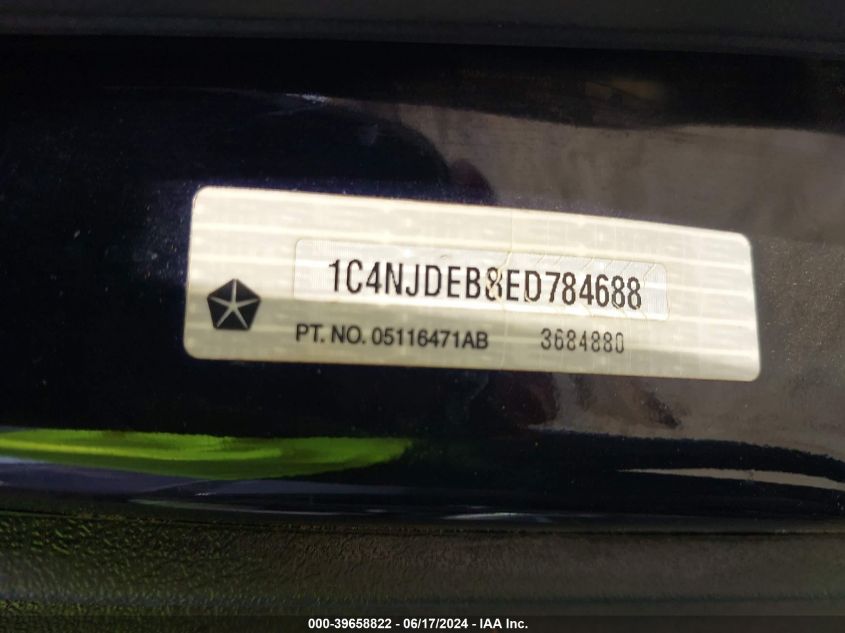 1C4NJDEB8ED784688
PT. NO. 05116471AB 3684880
000-39658822 - 06/17/2024 - IAA Inc.